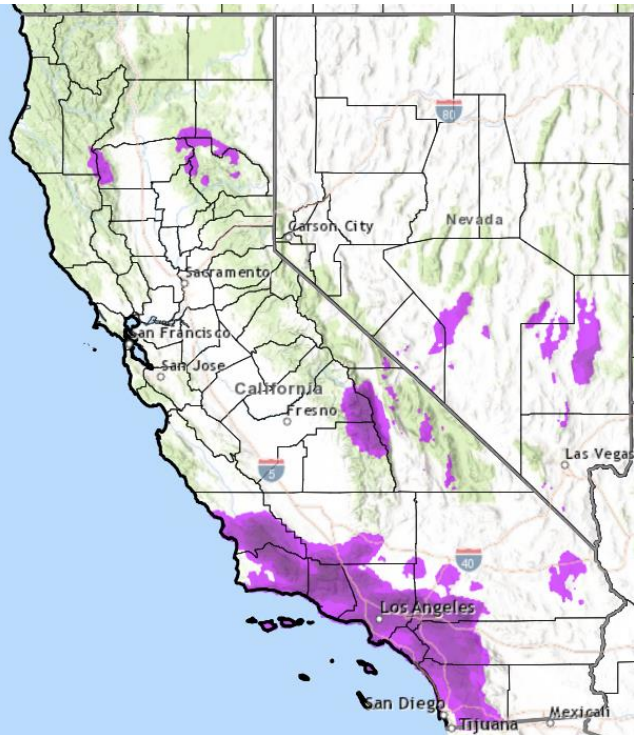 80
Carson City
Nevada
Sacramento
San Francisco
San Jose
California
Fresno
5
Las Vegas
40
Los Angeles
San Diego
Tijuana
Mexicali